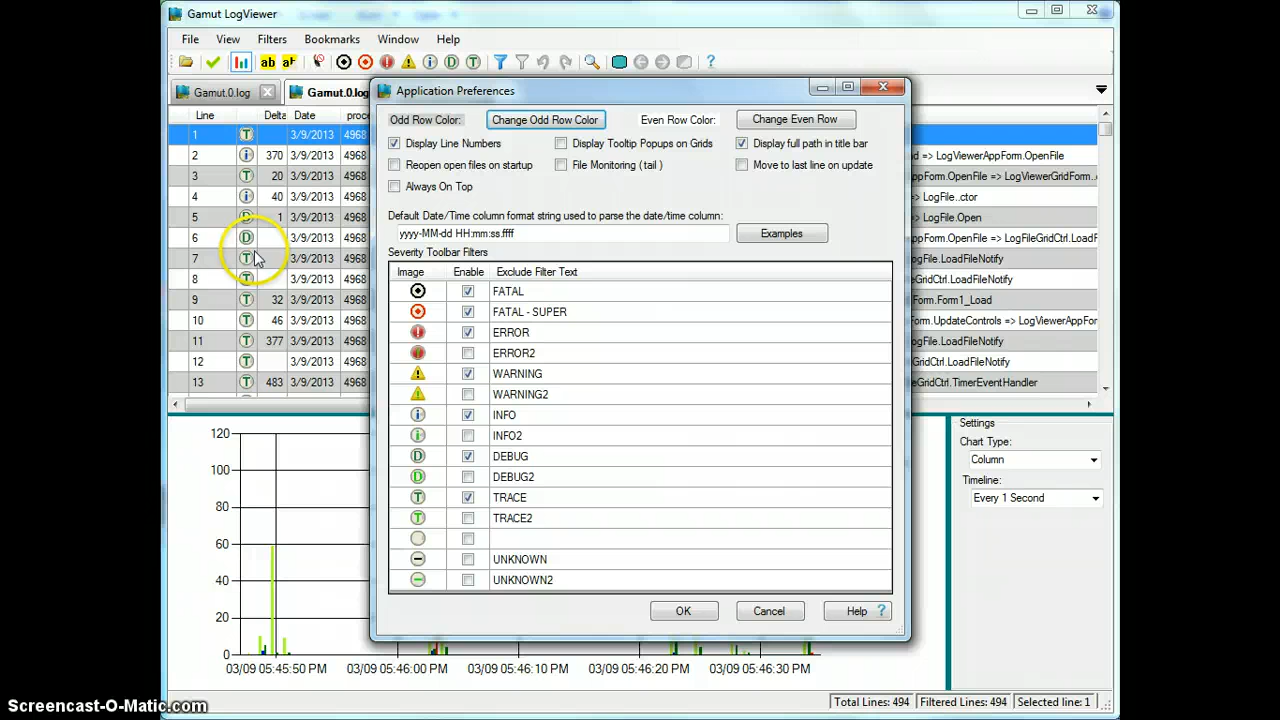 Gamut LogViewer
File View Filters Bookmarks Window Help
ab
Gamut.0.log Gamut.0.log
Application Preferences
Line Delta Date proce
1 T 3/9/2013 4968
2 i 370 3/9/2013 4968 ed => LogViewerAppForm.OpenFile
3 T 20 3/9/2013 4968 e => LogViewerGridForm..c
4 i 40 3/9/2013 4968 => LogFile..ctor
5 D 1 3/9/2013 4968 => LogFile.Open
6 D 3/9/2013 4968 pForm.OpenFile => LogFileGridCtrl.LoadF
7 T 3/9/2013 4968 gFile.LoadFileNotify
8 T 3/9/2013 4968 GridCtrl.LoadFileNotify
9 T 32 3/9/2013 4968 orm.Form1_Load
10 T 46 3/9/2013 4968 Form.UpdateControls => LogViewerAppFor
11 T 377 3/9/2013 4968 ogFile.LoadFileNotify
12 T 3/9/2013 4968 GridCtrl.LoadFileNotify
13 T 483 3/9/2013 4968 eGridCtrl.TimerEventHandler
Odd Row Color: Change Odd Row Color Even Row Color: Change Even Row
Display Line Numbers Display Tooltip Popups on Grids Display full path in title bar
Reopen open files on startup File Monitoring ( tail ) Move to last line on update
Always On Top
Default Date/Time column format string used to parse the date/time column:
yyyy-MM-dd HH:mm:ss.ffff Examples
Severity Toolbar Filters
Image Enable Exclude Filter Text
FATAL
FATAL - SUPER
ERROR
ERROR2
WARNING
WARNING2
INFO
INFO2
DEBUG
DEBUG2
TRACE
TRACE2
UNKNOWN
UNKNOWN2
OK Cancel Help ?
120
100
80
60
40
20
0
03/09 05:45:50 PM 03/09 05:46:00 PM 03/09 05:46:10 PM 03/09 05:46:20 PM 03/09 05:46:30 PM
Settings
Chart Type:
Column
Timeline:
Every 1 Second
Total Lines: 494 Filtered Lines: 494 Selected line: 1
Screencast-O-Matic.com